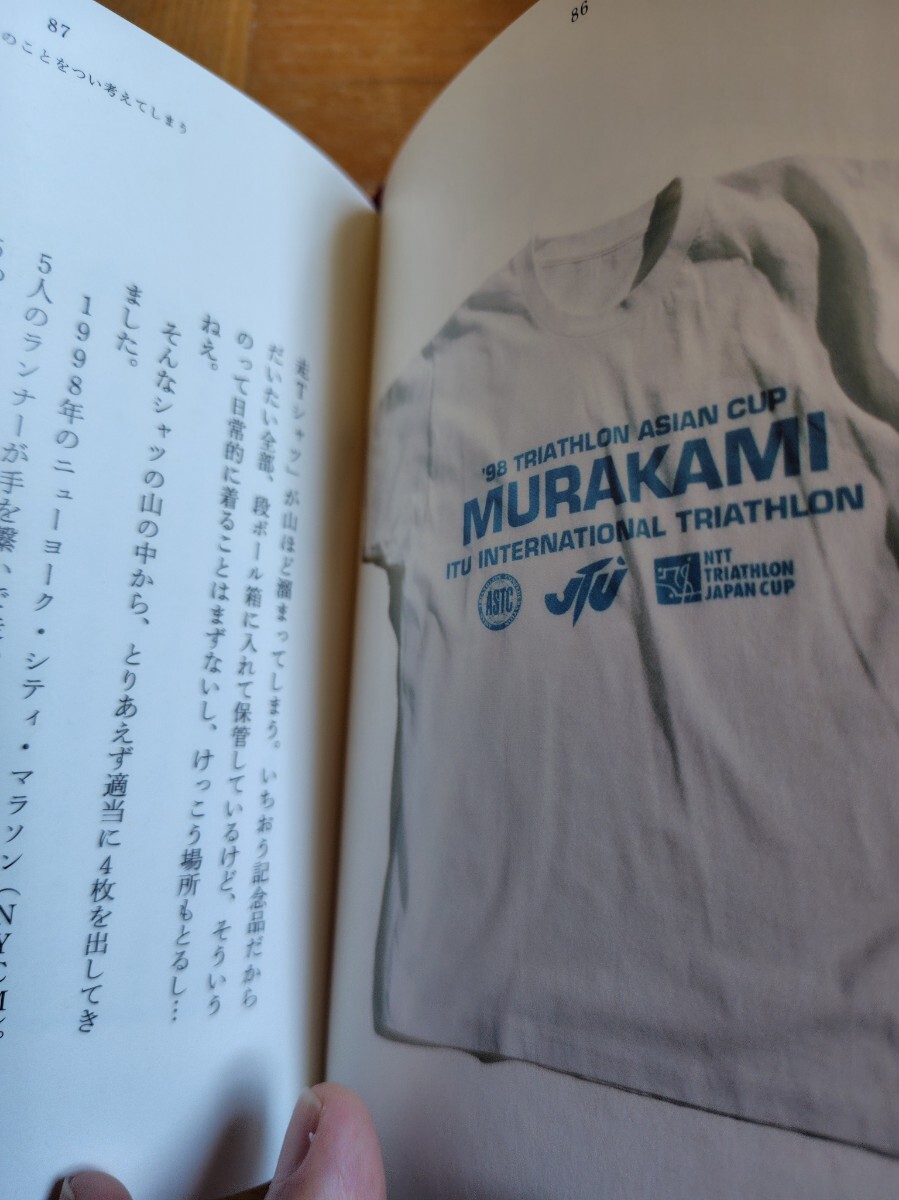 86
'98 TRIATHLON ASIAN CUP
MURAKAMI
ITU INTERNATIONAL TRIATHLON
ASTC
JTU
NTT
TRIATHLON
JAPAN CUP
87
のことをつい考えてしまう
走Tシャツ」が山ほど溜まってしまう。いちおう記念品だから
だいたい全部、段ボール箱に入れて保管しているけど、そういう
のって日常的に着ることはまずないし、けっこう場所もとるし…
ねえ。
そんなシャツの山の中から、とりあえず適当に4枚を出してき
ました。
1998年のニューヨーク・シティ・マラソン(NYCM)。
5人のランナーが手を繋い